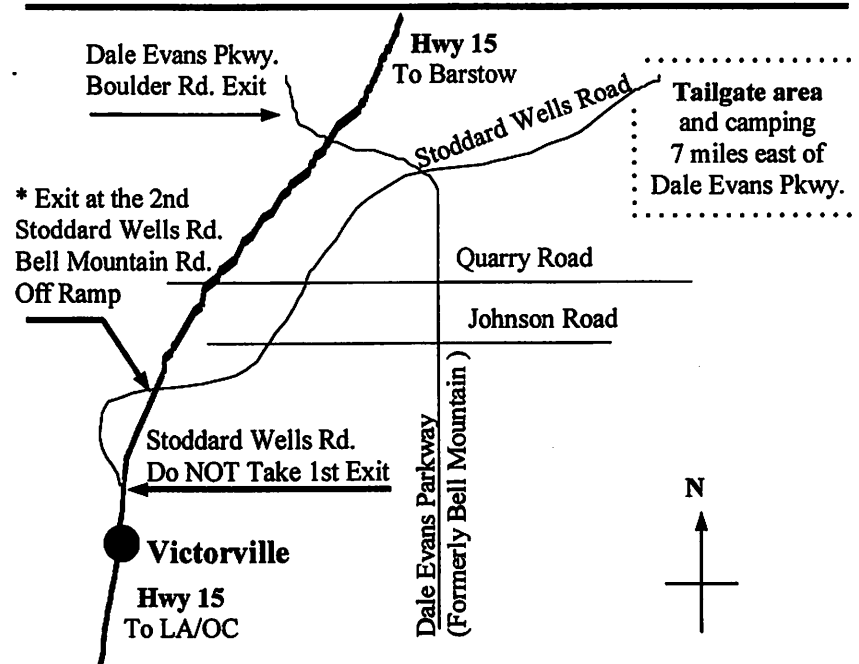 Hwy 15
To Barstow
Dale Evans Pkwy.
Boulder Rd. Exit
Stoddard Wells Road
Tailgate area
and camping
7 miles east of
Dale Evans Pkwy.
* Exit at the 2nd
Stoddard Wells Rd.
Bell Mountain Rd.
Off Ramp
Quarry Road
Johnson Road
Stoddard Wells Rd.
Do NOT Take 1st Exit
Dale Evans Parkway
(Formerly Bell Mountain )
N
Victorville
Hwy 15
To LA/OC